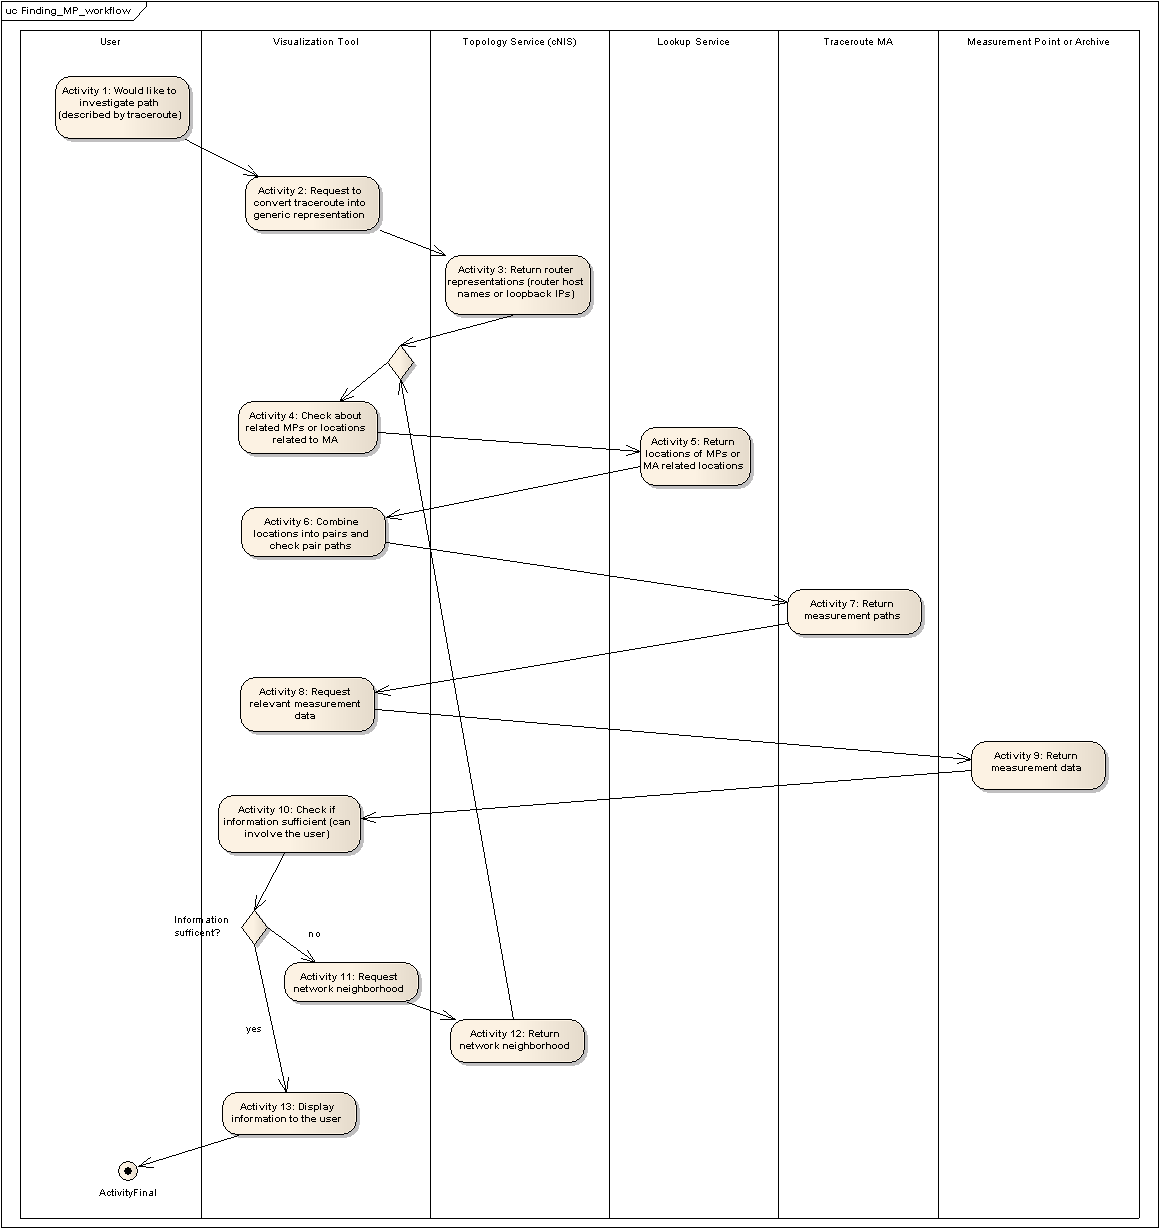 uc Finding_MP_workflow
User
Visualization Tool
Topology Service (cNIS)
Lookup Service
Traceroute MA
Measurement Point or Archive
Activity 1: Would like to
investigate path
(described by traceroute)
Activity 2: Request to
convert traceroute into
generic representation
Activity 3: Return router
representations (router host
names or loopback IPs)
Activity 4: Check about
related MPs or locations
related to MA
Activity 5: Return
locations of MPs or
MA related locations
Activity 6: Combine
locations into pairs and
check pair paths
Activity 7: Return
measurement paths
Activity 8: Request
relevant measurement
data
Activity 9: Return
measurement data
Activity 10: Check if
information sufficient (can
involve the user)
Information
sufficent?
no
Activity 11: Request
network neighborhood
yes
Activity 12: Return
network neighborhood
Activity 13: Display
information to the user
ActivityFinal